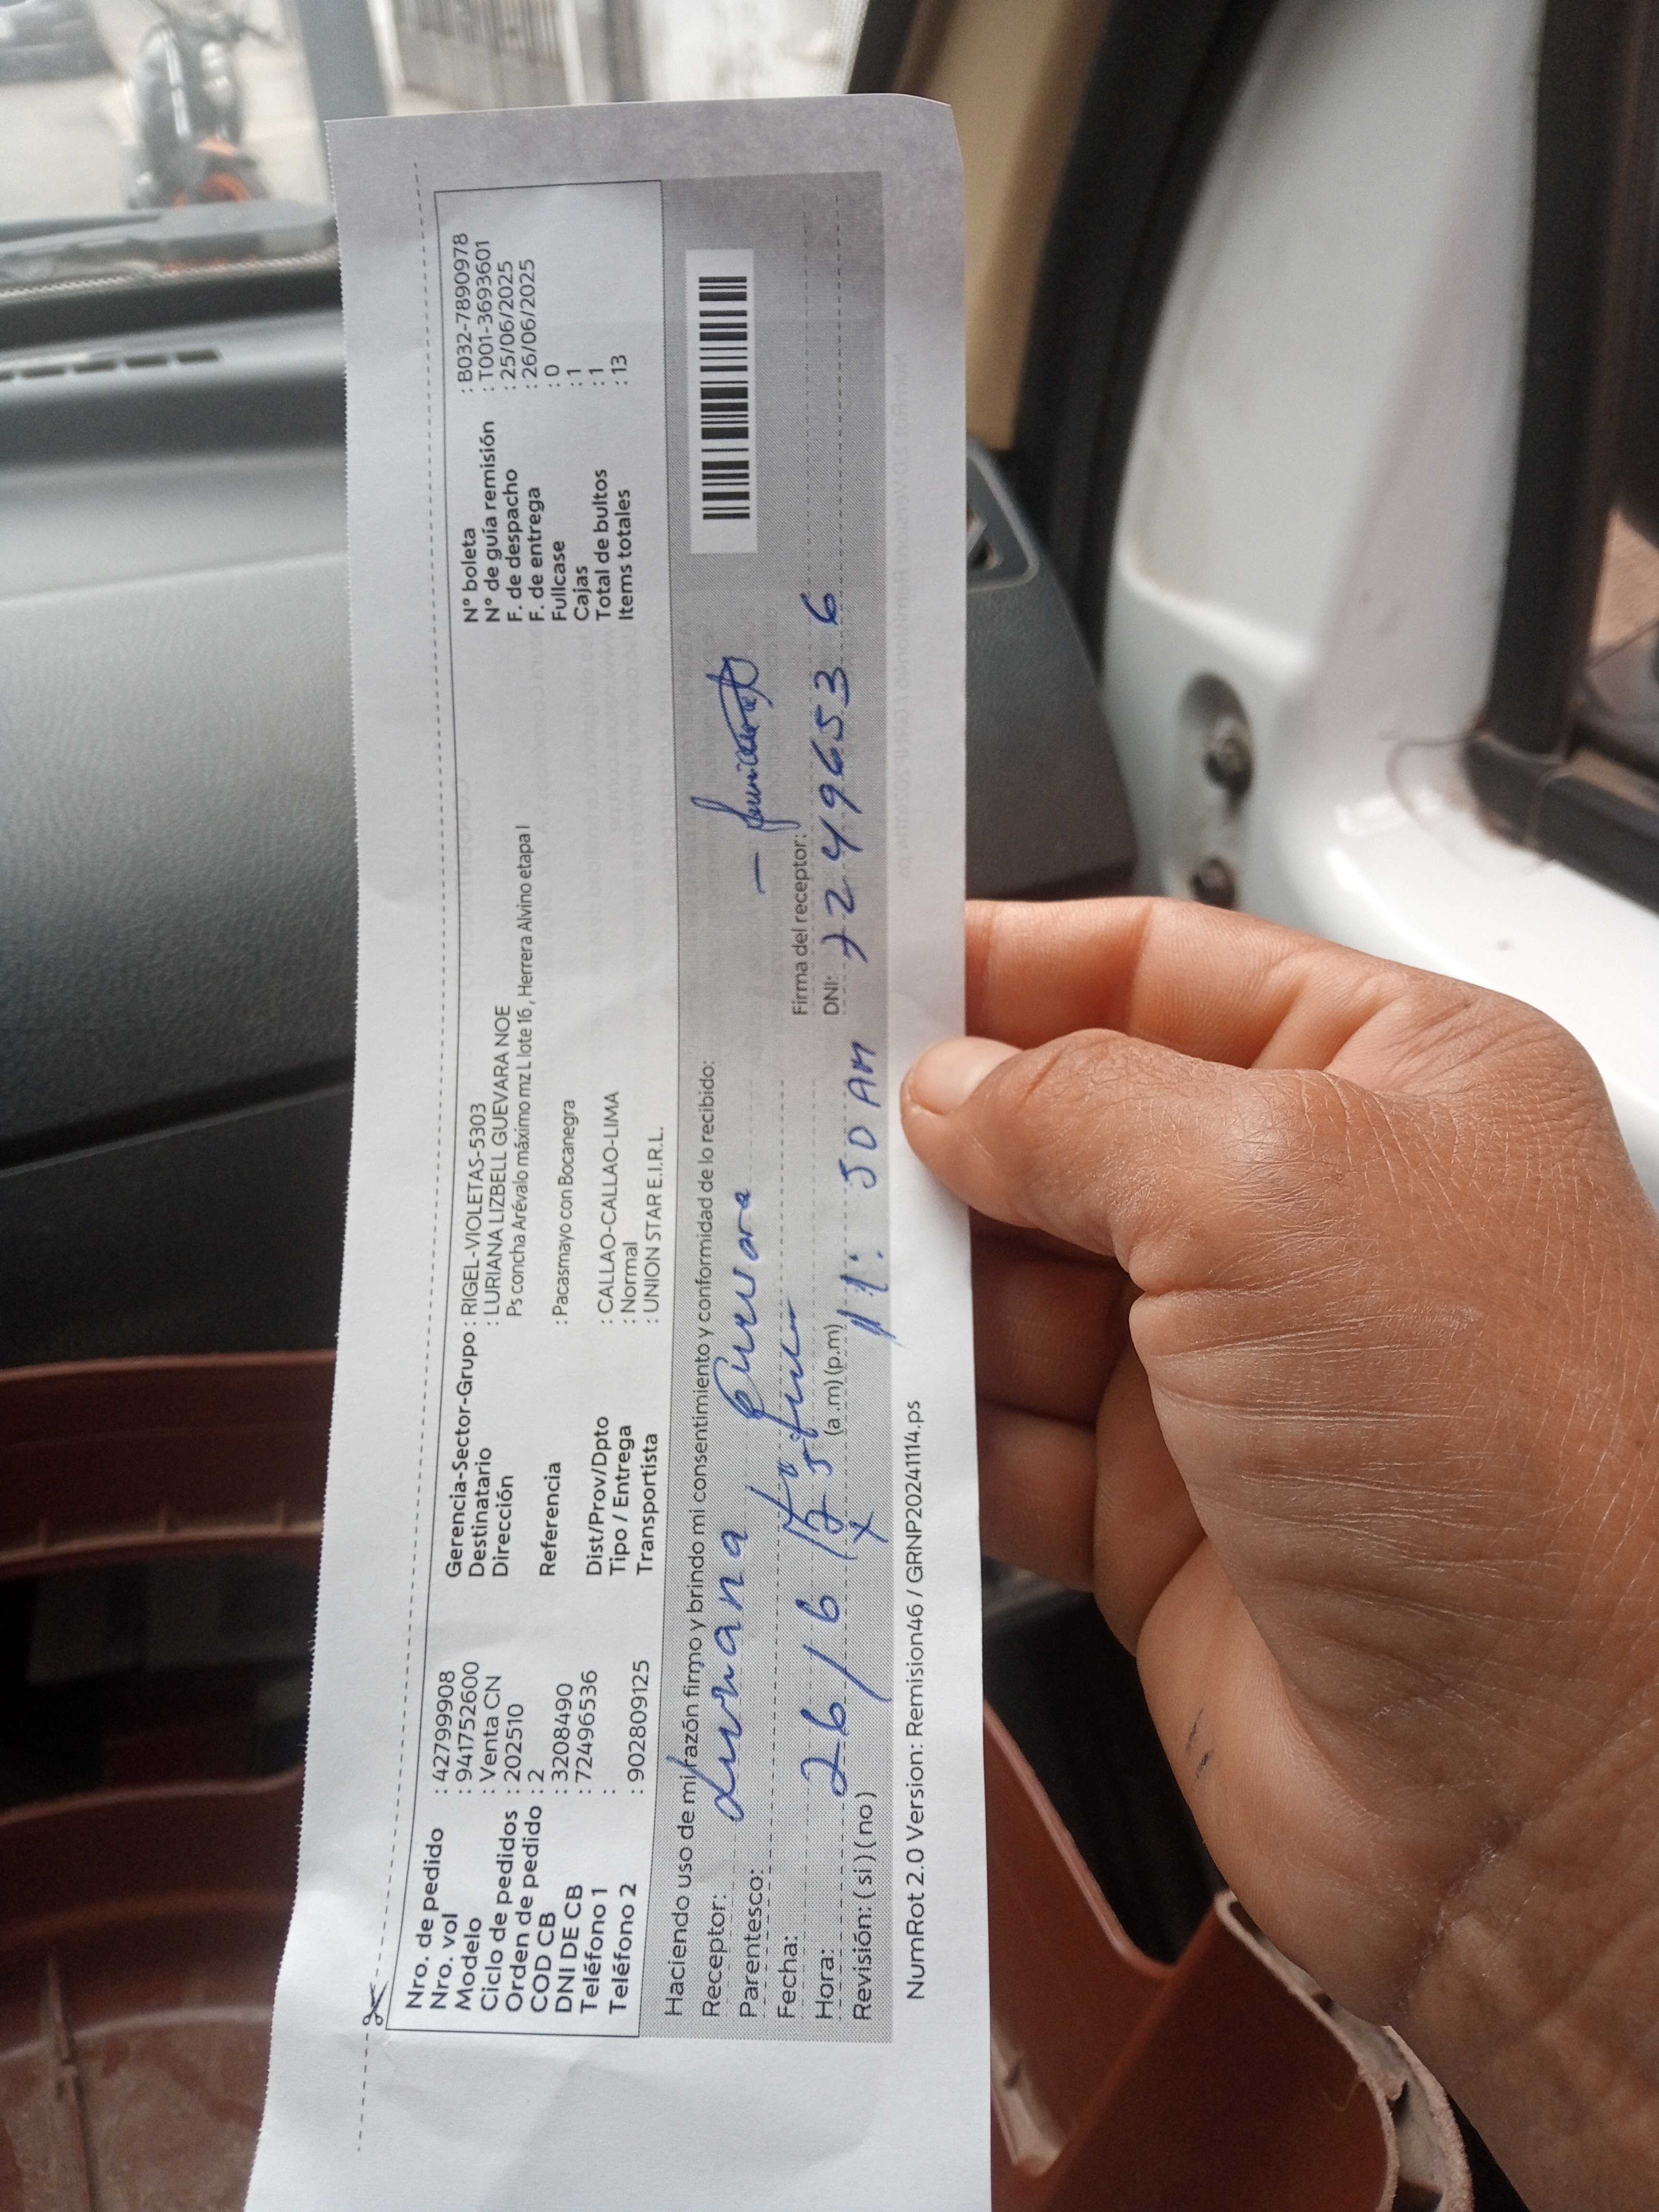 Nro. de pedido : 42799908
Nro. vol : 941752600
Modelo : Venta CN
Ciclo de pedidos : 202510
Orden de pedido : 2
COD CB : 3208490
DNI DE CB : 72496536
Teléfono 1 :
Teléfono 2 : 902809125
Gerencia-Sector-Grupo : RIGEL-VIOLETAS-5303
Destinatario : LURIANA LIZBELL GUEVARA NOE
Dirección Ps concha Arévalo máximo mz L lote 16 , Herrera Alvino etapa I
Referencia : Pacasmayo con Bocanegra
Dist/Prov/Dpto : CALLAO-CALLAO-LIMA
Tipo / Entrega : Normal
Transportista : UNION STAR E.I.R.L.
N° boleta : B032-7890978
N° de guía remisión : T001-3693601
F. de despacho : 25/06/2025
F. de entrega : 26/06/2025
Fullcase : 0
Cajas : 1
Total de bultos : 1
Items totales : 13
Haciendo uso de mi razón firmo y brindo mi consentimiento y conformidad de lo recibido:
Receptor: Luriana
Parentesco:
Fecha: 26/6/
Hora: (a .m) (p.m) 11: 50 AM
Revisión: ( si ) ( no ) x
Firma del receptor:
DNI: 72496536
NumRot 2.0 Version: Remision46 / GRNP20241114.ps